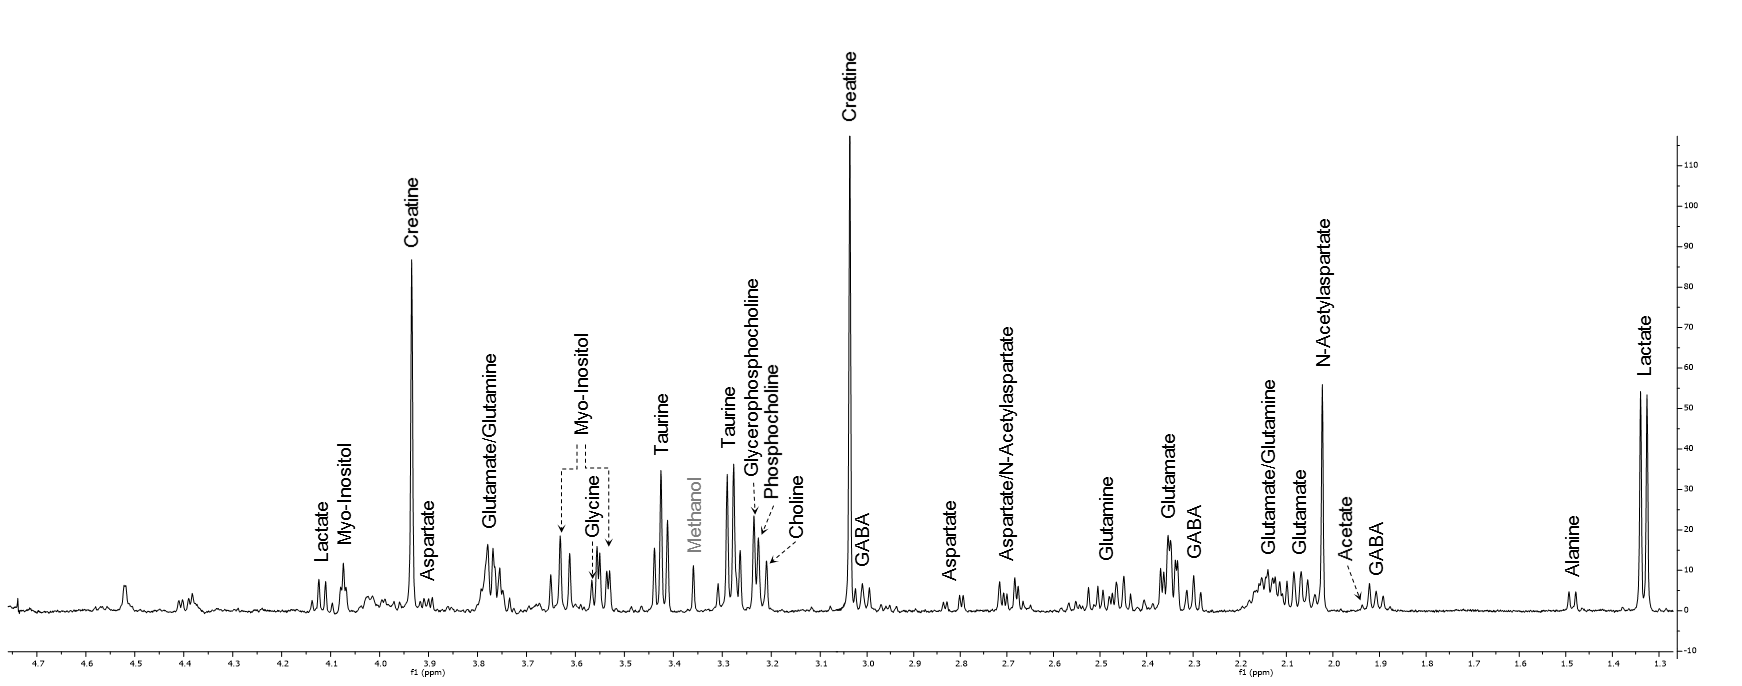 Lactate
Myo-Inositol
Creatine
Aspartate
Glutamate/Glutamine
Myo-Inositol
Glycine
Taurine
Methanol
Taurine
Glycerophosphocholine
Phosphocholine
Choline
Creatine
GABA
Aspartate
Aspartate/N-Acetylaspartate
Glutamine
Glutamate
GABA
Glutamate/Glutamine
Glutamate
N-Acetylaspartate
Acetate
GABA
Alanine
Lactate
110
100
90
80
70
60
50
40
30
20
10
0
-10
4.7 4.6 4.5 4.4 4.3 4.2 4.1 4.0 3.9 3.8 3.7 3.6 3.5 3.4 3.3 3.2 3.1 3.0 2.9 2.8 2.7 2.6 2.5 2.4 2.3 2.2 2.1 2.0 1.9 1.8 1.7 1.6 1.5 1.4 1.3
f1 (ppm) f1 (ppm)